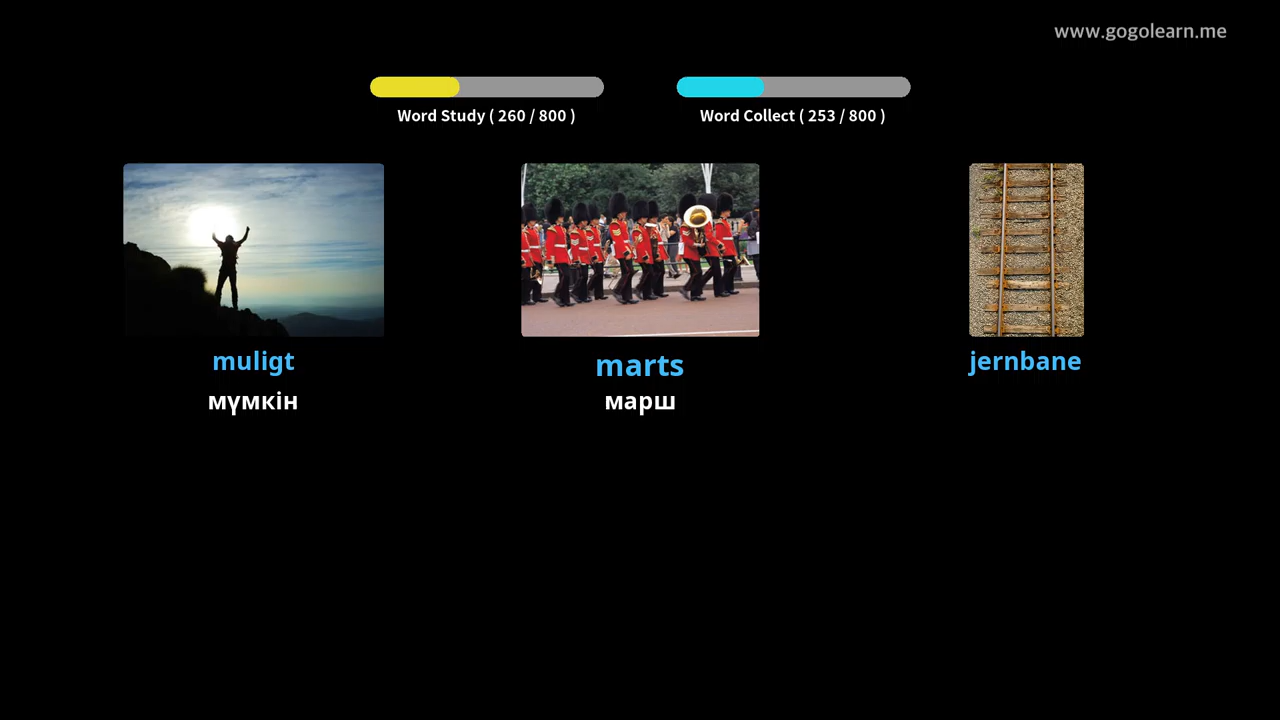 www.gogolearn.me
Word Study ( 260 / 800 )
Word Collect ( 253 / 800 )
muligt
marts
jernbane
мүмкін
марш